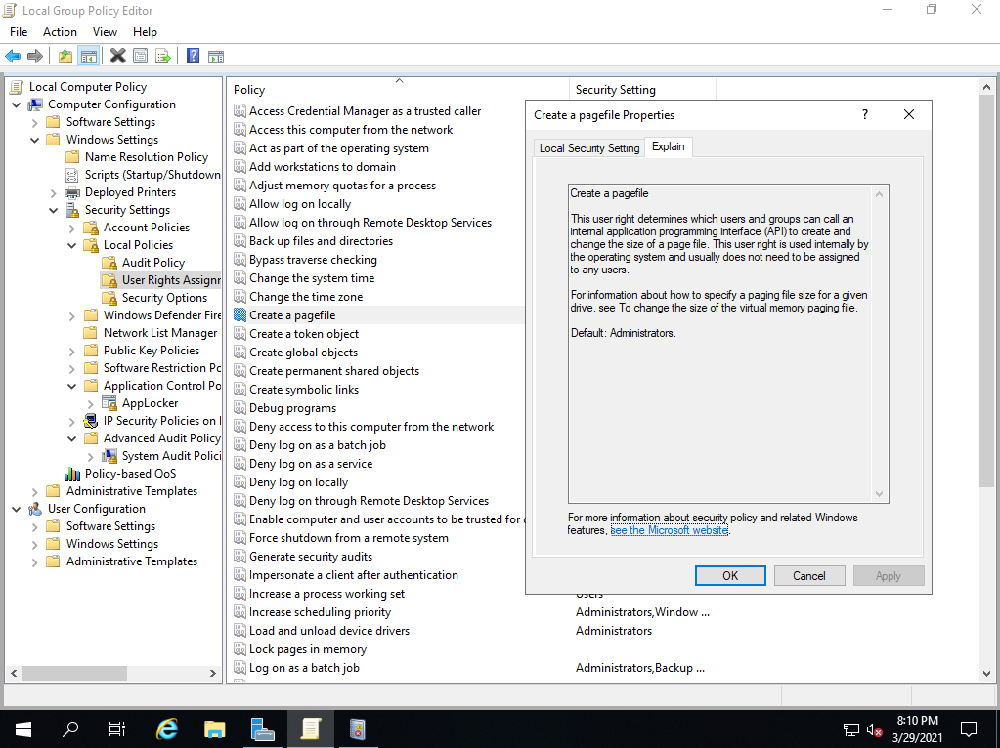 Local Group Policy Editor
File Action View Help
Local Computer Policy
Computer Configuration
Software Settings
Windows Settings
Name Resolution Policy
Scripts (Startup/Shutdown
Deployed Printers
Security Settings
Account Policies
Local Policies
Audit Policy
User Rights Assignr
Security Options
Windows Defender Fire
Network List Manager
Public Key Policies
Software Restriction Po
Application Control Po
AppLocker
IP Security Policies on
Advanced Audit Policy
System Audit Polici
Policy-based QoS
Administrative Templates
User Configuration
Software Settings
Windows Settings
Administrative Templates
Policy Security Setting
Access Credential Manager as a trusted caller
Access this computer from the network
Act as part of the operating system
Add workstations to domain
Adjust memory quotas for a process
Allow log on locally
Allow log on through Remote Desktop Services
Back up files and directories
Bypass traverse checking
Change the system time
Change the time zone
Create a pagefile
Create a token object
Create global objects
Create permanent shared objects
Create symbolic links
Debug programs
Deny access to this computer from the network
Deny log on as a batch job
Deny log on as a service
Deny log on locally
Deny log on through Remote Desktop Services
Enable computer and user accounts to be trusted for
Force shutdown from a remote system
Generate security audits
Impersonate a client after authentication
Increase a process working set Users
Increase scheduling priority Administrators,Window ...
Load and unload device drivers Administrators
Lock pages in memory
Log on as a batch job Administrators,Backup ...
Create a pagefile Properties ?
Local Security Setting Explain
Create a pagefile
This user right determines which users and groups can call an
internal application programming interface (API) to create and
change the size of a page file. This user right is used internally by
the operating system and usually does not need to be assigned
to any users.
For information about how to specify a paging file size for a given
drive, see To change the size of the virtual memory paging file.
Default: Administrators.
For more information about security policy and related Windows
features, see the Microsoft website.
OK Cancel Apply
8:10 PM
3/29/2021